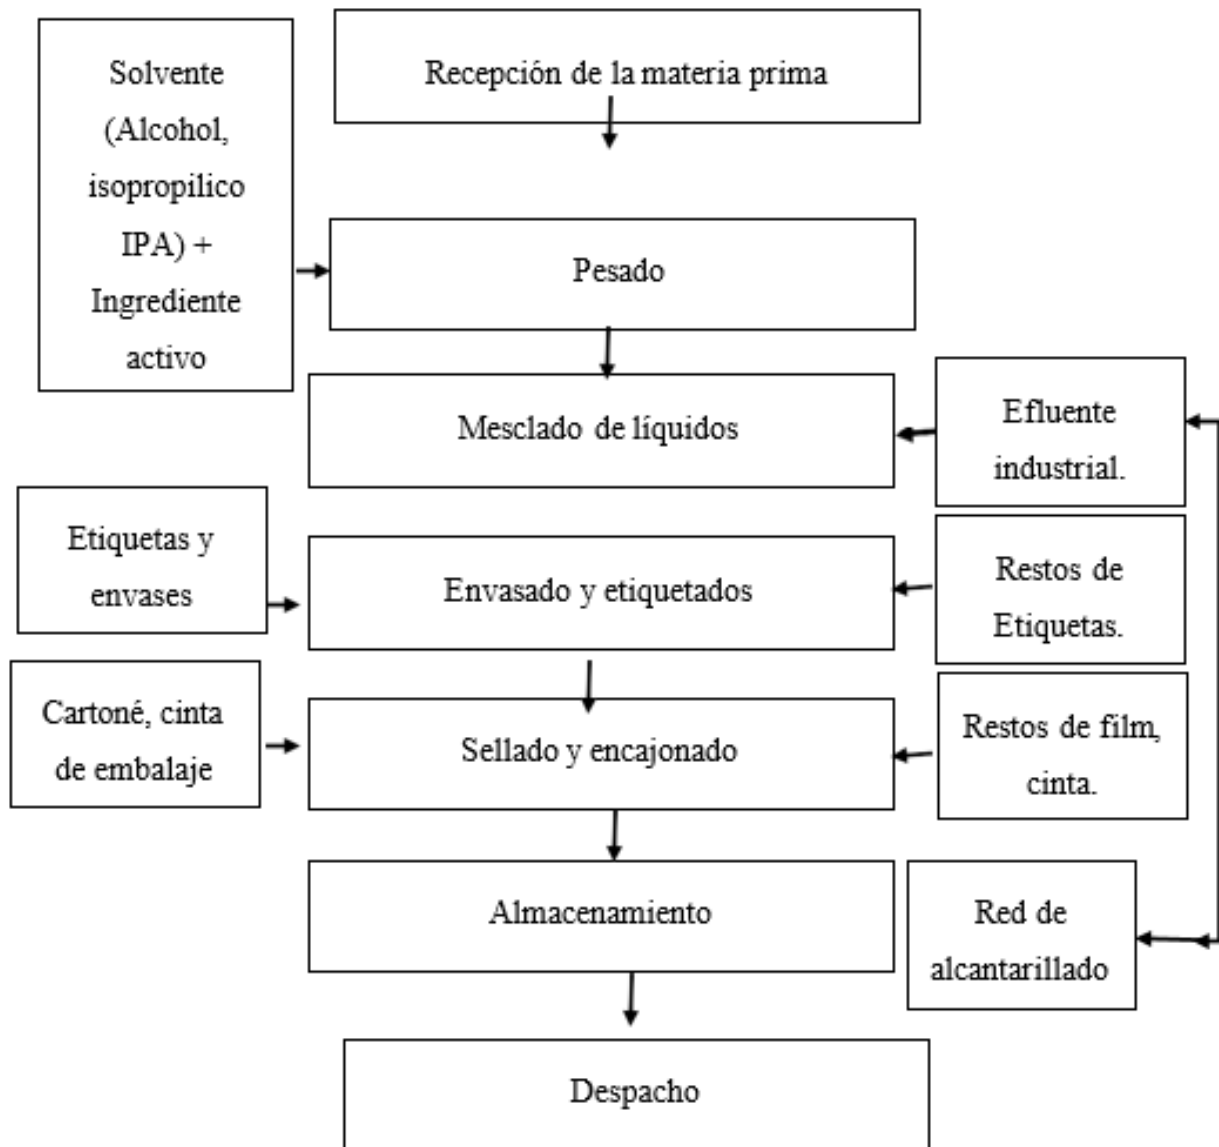 Solvente
(Alcohol,
isopropilico
IPA) +
Ingrediente
activo
Recepción de la materia prima
Pesado
Mesclado de líquidos
Efluente
industrial.
Etiquetas y
envases
Envasado y etiquetados
Restos de
Etiquetas.
Cartoné, cinta
de embalaje
Sellado y encajonado
Restos de film,
cinta.
Almacenamiento
Red de
alcantarillado
Despacho